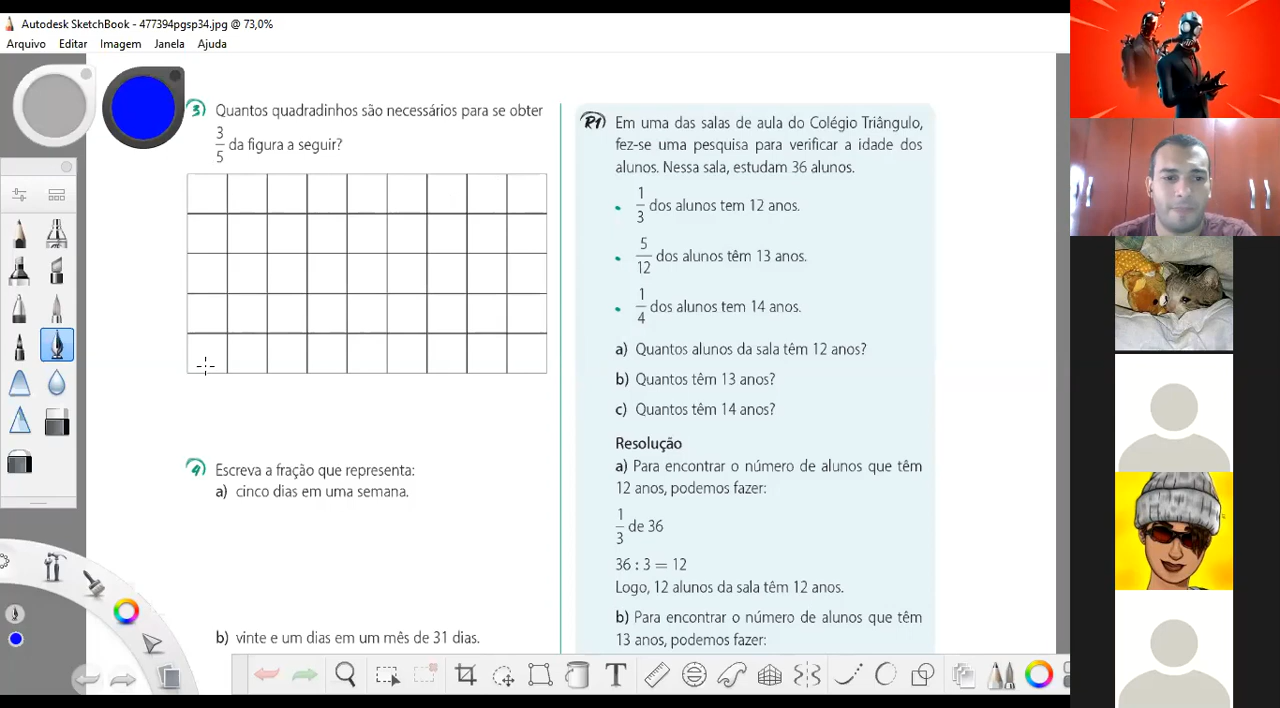 Autodesk SketchBook - 477394pgsp34.jpg @ 73,0%
Arquivo Editar Imagem Janela Ajuda
3 Quantos quadradinhos são necessários para se obter
3/5 da figura a seguir?
4 Escreva a fração que representa:
a) cinco dias em uma semana.
b) vinte e um dias em um mês de 31 dias.
R1 Em uma das salas de aula do Colégio Triângulo,
fez-se uma pesquisa para verificar a idade dos
alunos. Nessa sala, estudam 36 alunos.
• 1/3 dos alunos tem 12 anos.
• 5/12 dos alunos têm 13 anos.
• 1/4 dos alunos tem 14 anos.
a) Quantos alunos da sala têm 12 anos?
b) Quantos têm 13 anos?
c) Quantos têm 14 anos?
Resolução
a) Para encontrar o número de alunos que têm
12 anos, podemos fazer:
1/3 de 36
36 : 3 = 12
Logo, 12 alunos da sala têm 12 anos.
b) Para encontrar o número de alunos que têm
13 anos, podemos fazer: